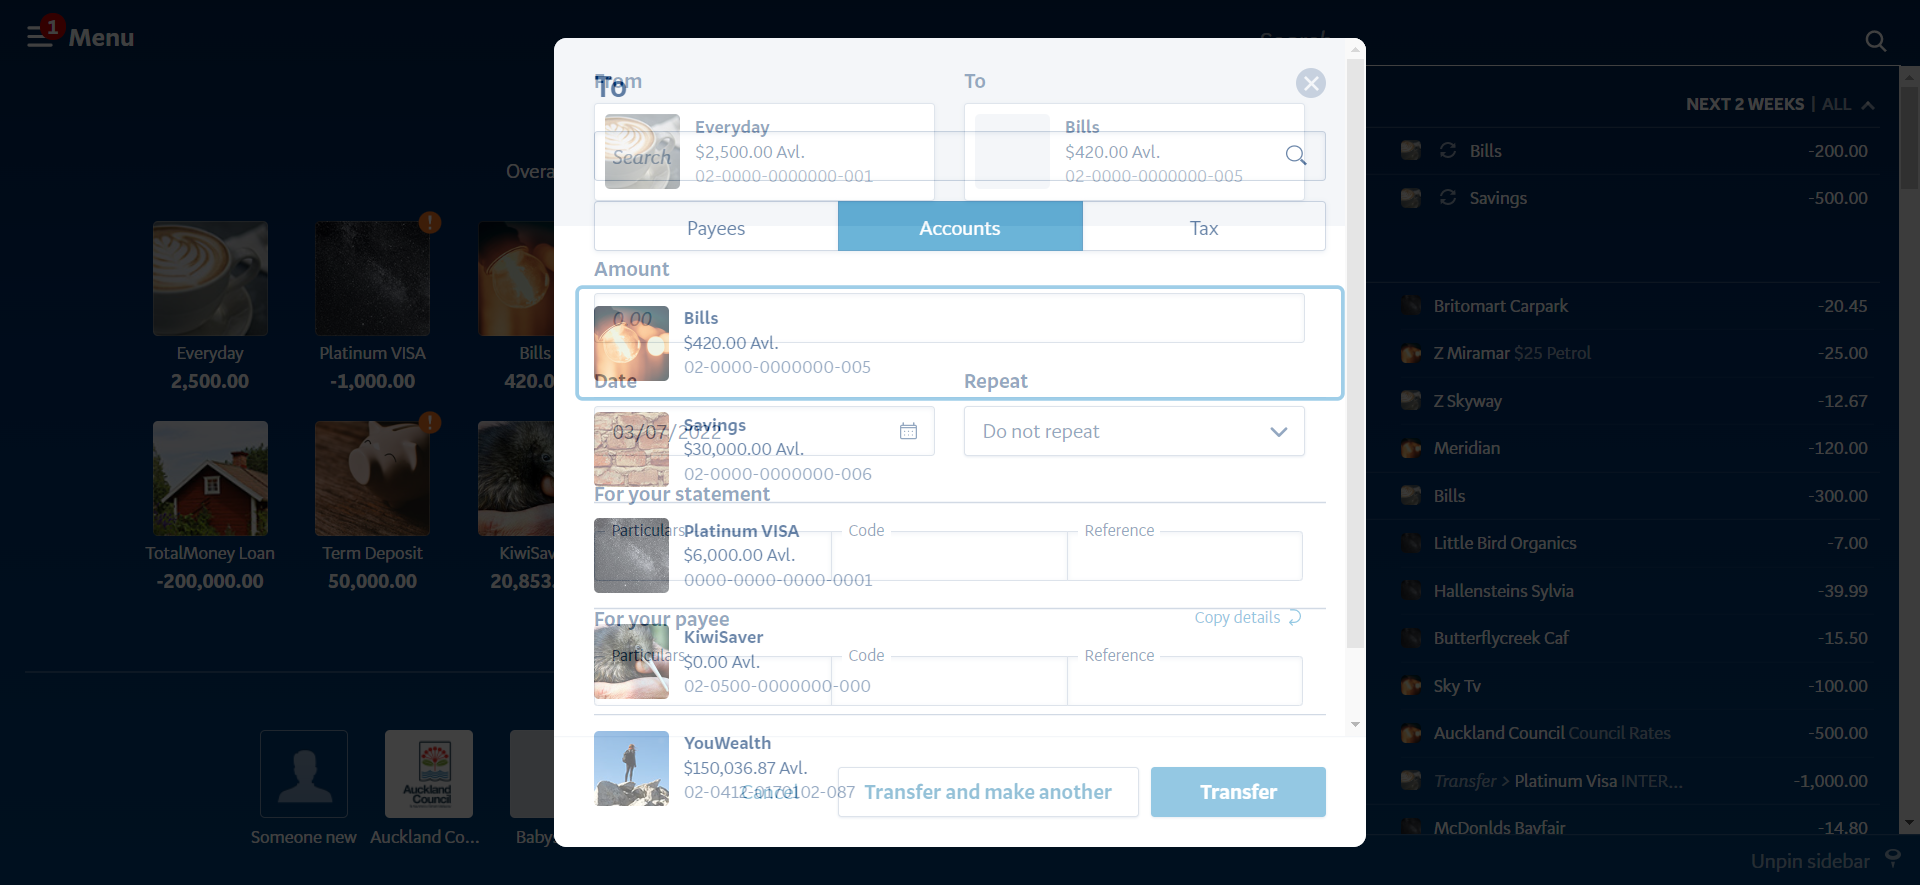 1
Menu
Search
NEXT 2 WEEKS | ALL
Bills -200.00
Savings -500.00
Britomart Carpark -20.45
Z Miramar $25 Petrol -25.00
Z Skyway -12.67
Meridian -120.00
Bills -300.00
Little Bird Organics -7.00
Hallensteins Sylvia -39.99
Butterflycreek Caf -15.50
Sky Tv -100.00
Auckland Council Council Rates -500.00
Transfer > Platinum Visa INTER... -1,000.00
McDonlds Bayfair -14.80
Unpin sidebar
Overa
!
Everyday
2,500.00
Platinum VISA
-1,000.00
Bills
420.0
!
TotalMoney Loan
-200,000.00
Term Deposit
50,000.00
KiwiSav
20,853.
Someone new
Auckland Council
Auckland Co...
Baby
From
To
Everyday
$2,500.00 Avl.
02-0000-0000000-001
To
Bills
$420.00 Avl.
02-0000-0000000-005
Search
Payees
Accounts
Tax
Amount
0.00
Bills
$420.00 Avl.
02-0000-0000000-005
Date
Repeat
03/07/2022
Do not repeat
Savings
$30,000.00 Avl.
02-0000-0000000-006
For your statement
Particulars
Code
Reference
Platinum VISA
$6,000.00 Avl.
0000-0000-0000-0001
For your payee
Copy details
Particulars
Code
Reference
KiwiSaver
$0.00 Avl.
02-0500-0000000-000
YouWealth
$150,036.87 Avl.
02-0412-0170102-087
Cancel
Transfer and make another
Transfer